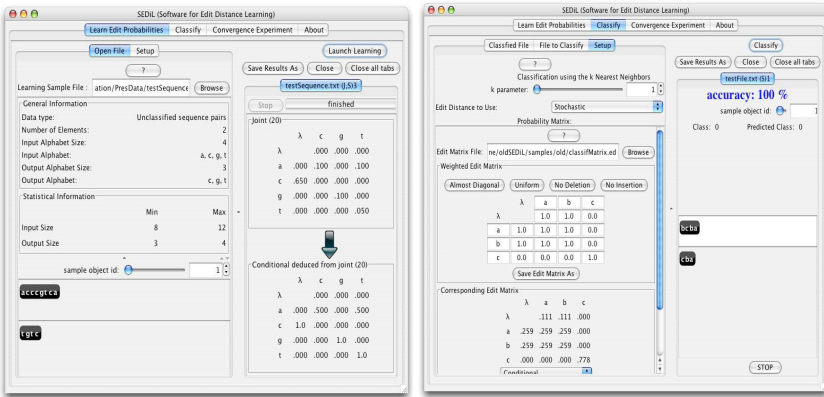 SEDiL (Software for Edit Distance Learning)
Learn Edit Probabilities Classify Convergence Experiment About
Open File Setup
?
Learning Sample File : ation/PresData/testSequence Browse
General Information
Data type: Unclassified sequence pairs
Number of Elements: 2
Input Alphabet Size: 4
Input Alphabet: a, c, g, t
Output Alphabet Size: 3
Output Alphabet: c, g, t
Statistical Information
Min Max
Input Size 8 12
Output Size 3 4
sample object id: 1
acccgtca
tgtc
Launch Learning
Save Results As Close Close all tabs
testSequence.txt (J,S)3
Stop finished
Joint (20)
λ c g t
λ .000 .000 .000
a .000 .100 .000 .100
c .650 .000 .000 .000
g .000 .000 .100 .000
t .000 .000 .000 .050
Conditional deduced from joint (20)
λ c g t
λ .000 .000 .000
a .000 .500 .000 .500
c 1.0 .000 .000 .000
g .000 .000 1.0 .000
t .000 .000 .000 1.0
SEDiL (Software for Edit Distance Learning)
Learn Edit Probabilities Classify Convergence Experiment About
Classfied File File to Classify Setup
?
Classification using the k Nearest Neighbors
k parameter: 1
Edit Distance to Use: Stochastic
Probability Matrix:
?
Edit Matrix File: ne/oldSEDiL/samples/old/classifMatrix.ed Browse
Weighted Edit Matrix
Almost Diagonal Uniform No Deletion No Insertion
λ a b c
λ 1.0 1.0 0.0
a 1.0 1.0 1.0 0.0
b 1.0 1.0 1.0 0.0
c 0.0 0.0 0.0 1.0
Save Edit Matrix As
Corresponding Edit Matrix
λ a b c
λ .111 .111 .000
a .259 .259 .259 .000
b .259 .259 .259 .000
c .000 .000 .000 .778
Conditional
Classify
Save Results As Close Close all tabs
testFile.txt (S)1
accuracy: 100 %
sample object id: 1
Class: 0 Predicted Class: 0
bcba
cba
STOP